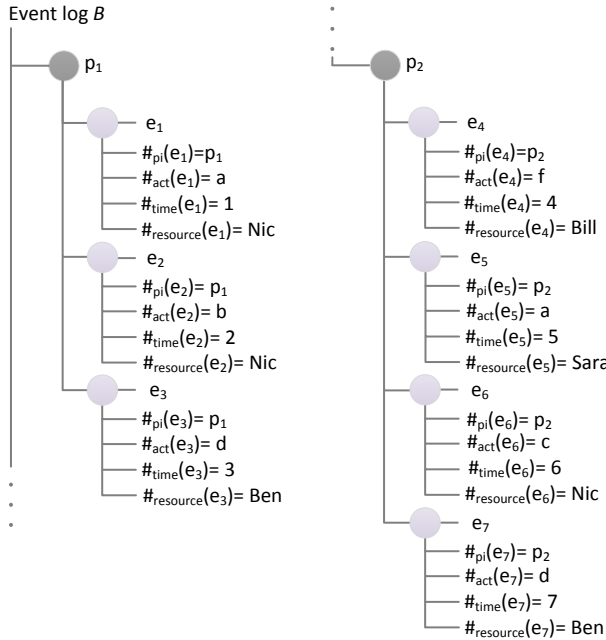 Event log B
p1
e1
#pi(e1)=p1
#act(e1)= a
#time(e1)= 1
#resource(e1)= Nic
e2
#pi(e2)= p1
#act(e2)= b
#time(e2)= 2
#resource(e2)= Nic
e3
#pi(e3)= p1
#act(e3)= d
#time(e3)= 3
#resource(e3)= Ben
p2
e4
#pi(e4)= p2
#act(e4)= f
#time(e4)= 4
#resource(e4)= Bill
e5
#pi(e5)= p2
#act(e5)= a
#time(e5)= 5
#resource(e5)= Sara
e6
#pi(e6)= p2
#act(e6)= c
#time(e6)= 6
#resource(e6)= Nic
e7
#pi(e7)= p2
#act(e7)= d
#time(e7)= 7
#resource(e7)= Ben